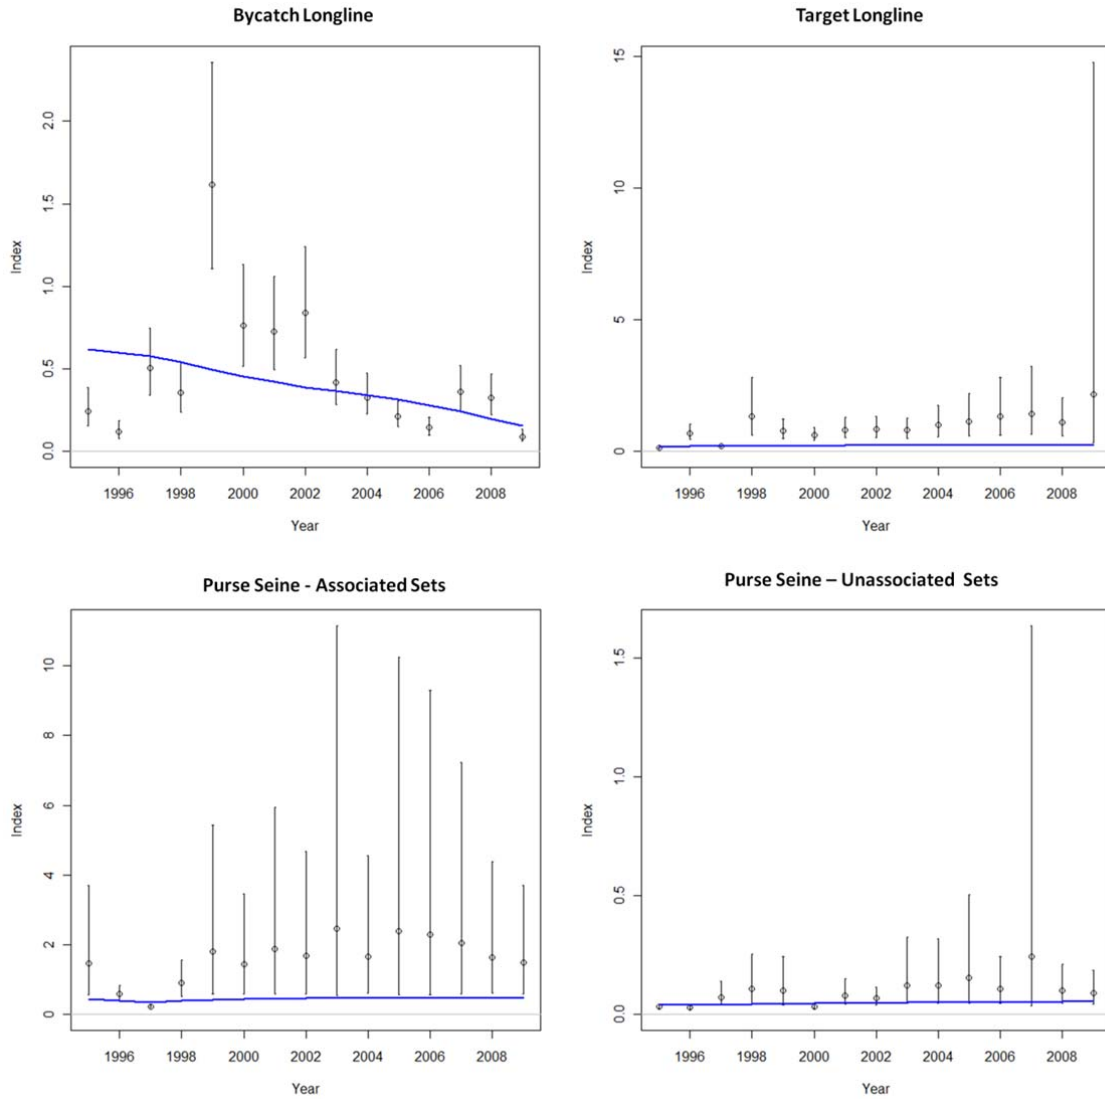 Bycatch Longline
Target Longline
2.0
1.5
1.0
0.5
0.0
Index
1996 1998 2000 2002 2004 2006 2008
Year
15
10
5
0
Index
1996 1998 2000 2002 2004 2006 2008
Year
Purse Seine - Associated Sets
Purse Seine – Unassociated Sets
10
8
6
4
2
0
Index
1996 1998 2000 2002 2004 2006 2008
Year
1.5
1.0
0.5
0.0
Index
1996 1998 2000 2002 2004 2006 2008
Year